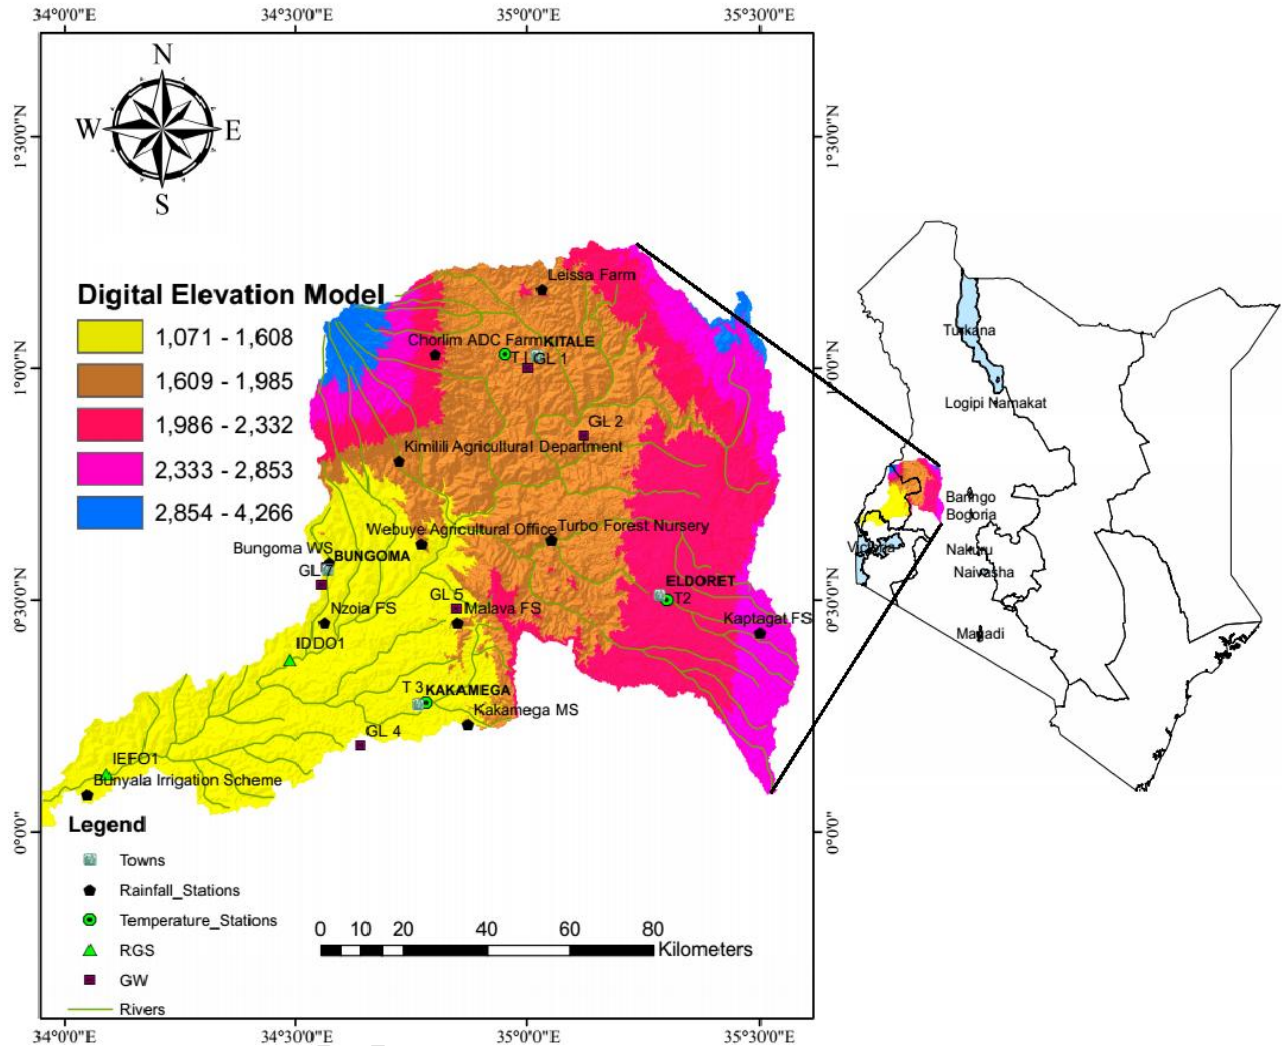 34°0'0"E 34°30'0"E 35°0'0"E 35°30'0"E
1°30'0"N
1°0'0"N
0°30'0"N
0°0'0"
1°30'0"N
1°0'0"N
0°30'0"N
0°0'0"
N
W E
S
Digital Elevation Model
1,071 - 1,608
1,609 - 1,985
1,986 - 2,332
2,333 - 2,853
2,854 - 4,266
Leissa Farm
Chorlim ADC Farm
KITALE
T1
GL 1
GL 2
Kimilili Agricultural Department
Webuye Agricultural Office
Turbo Forest Nursery
Bungoma WS
BUNGOMA
GL 7
ELDORET
T2
GL 5
Nzoia FS
Malava FS
Kaptagat FS
IDDO1
T 3
KAKAMEGA
Kakamega MS
GL 4
IEFO1
Bunyala Irrigation Scheme
Legend
Towns
Rainfall_Stations
Temperature_Stations
RGS
GW
Rivers
0 10 20 40 60 80
Kilometers
34°0'0"E 34°30'0"E 35°0'0"E 35°30'0"E
Turkana
Logipi Namakat
Baringo
Bogoria
Victoria
Nakuru
Naivasha
Magadi